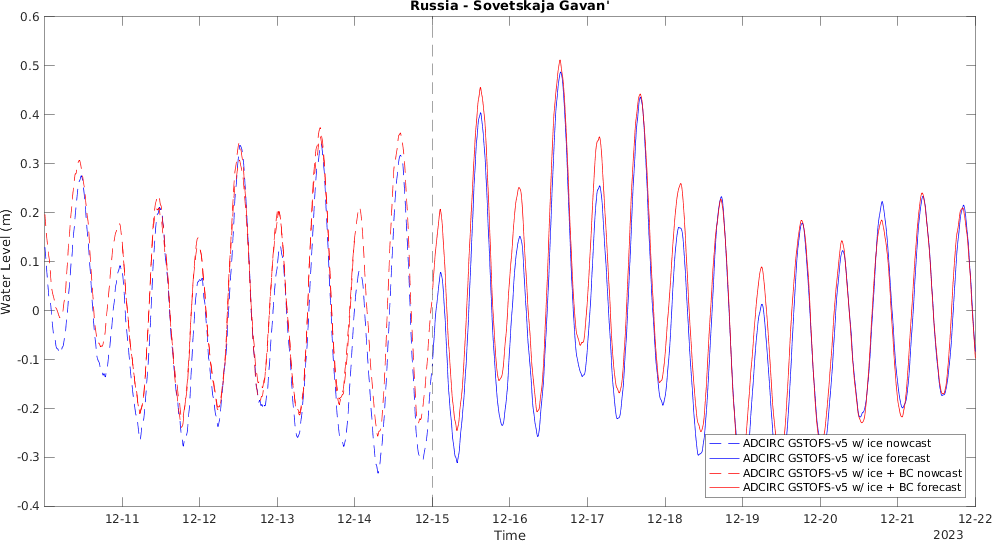 Russia - Sovetskaja Gavan'
0.6
0.5
0.4
0.3
0.2
0.1
0
-0.1
-0.2
-0.3
-0.4
Water Level (m)
ADCIRC GSTOFS-v5 w/ ice nowcast
ADCIRC GSTOFS-v5 w/ ice forecast
ADCIRC GSTOFS-v5 w/ ice + BC nowcast
ADCIRC GSTOFS-v5 w/ ice + BC forecast
12-11 12-12 12-13 12-14 12-15 12-16 12-17 12-18 12-19 12-20 12-21 12-22
Time
2023